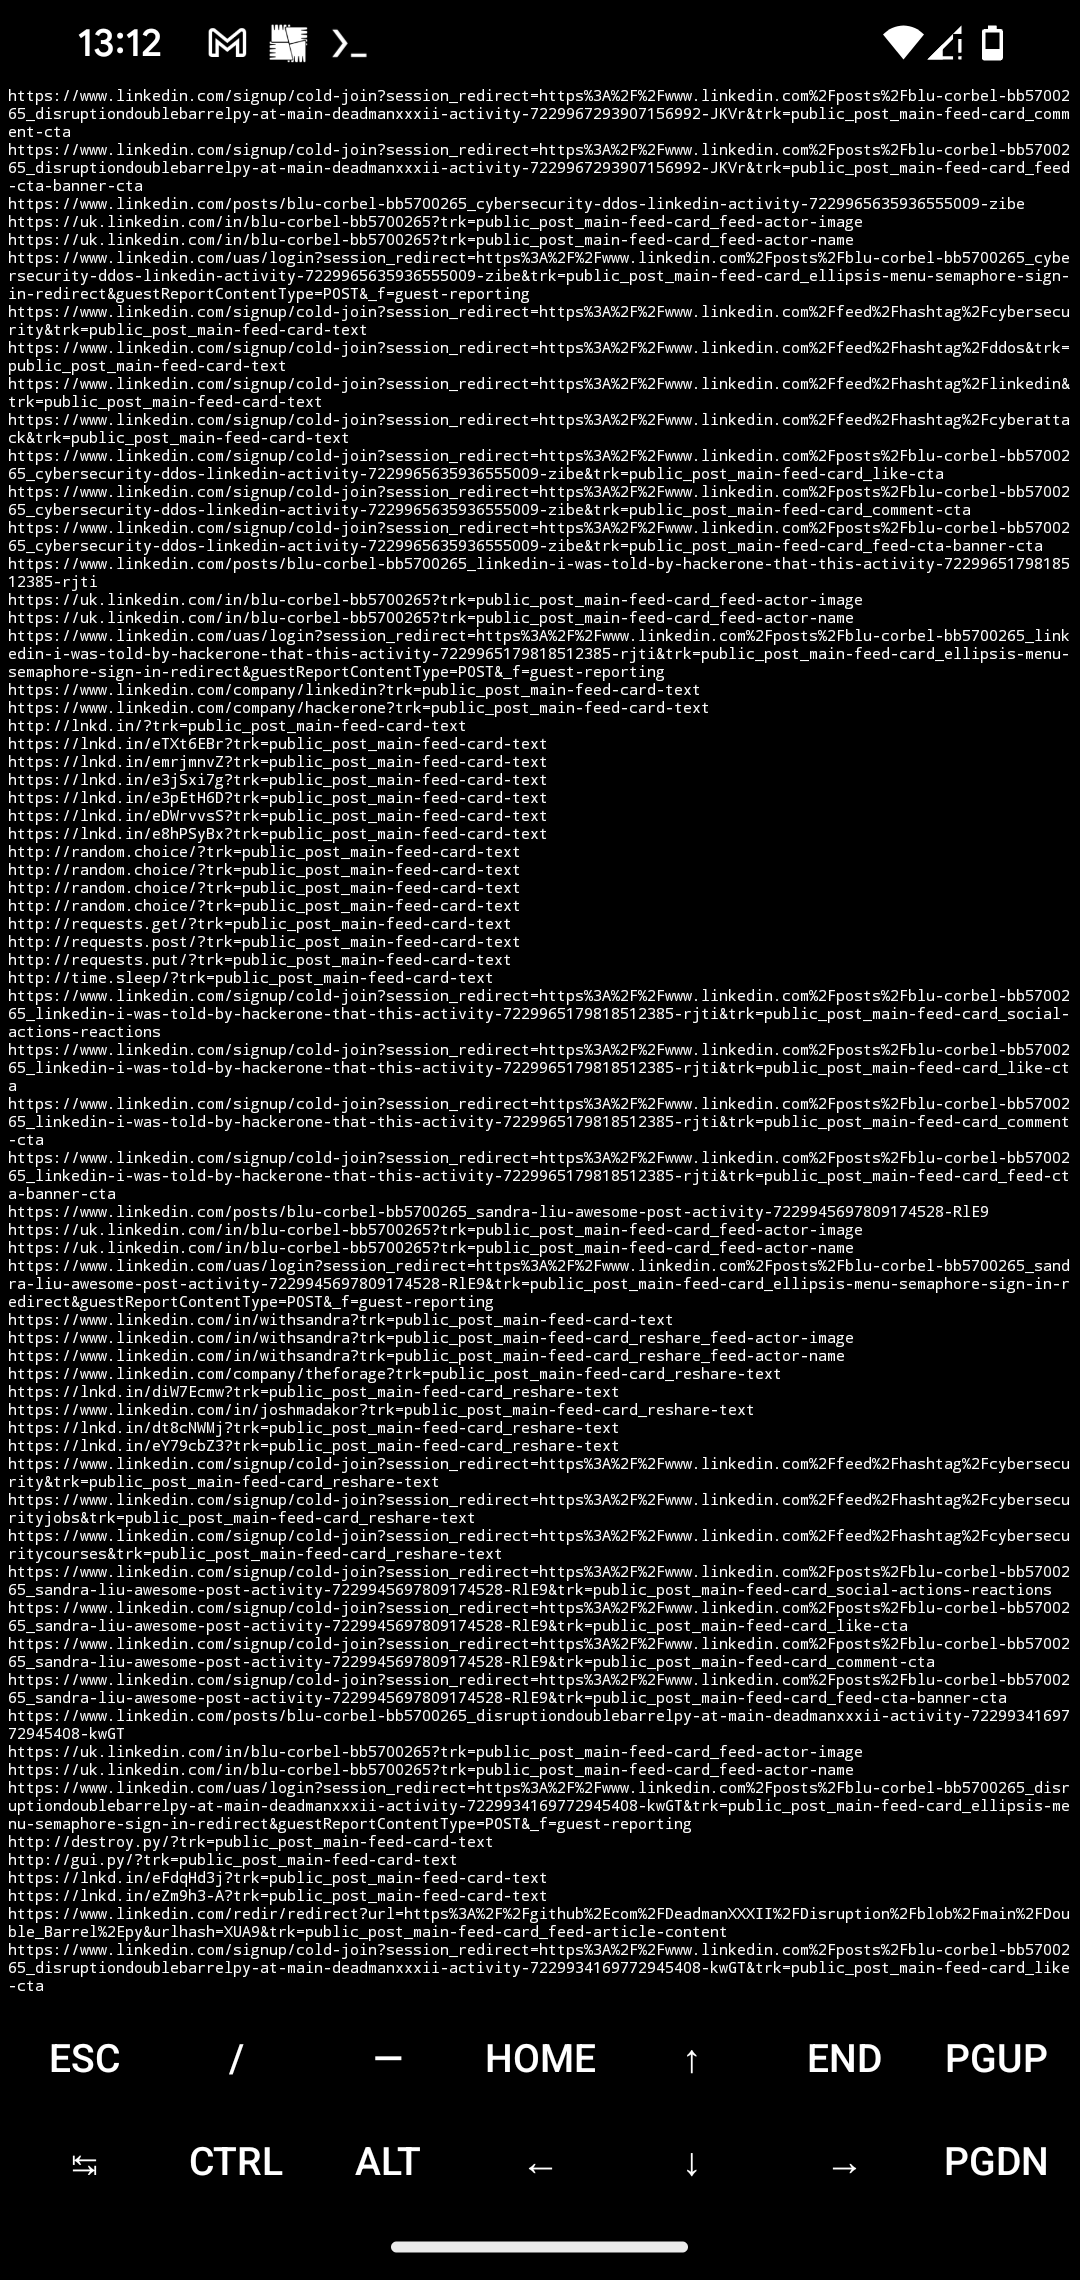 13:12
https://www.linkedin.com/signup/cold-join?session_redirect=https%3A%2F%2Fwww.linkedin.com%2Fposts%2Fblu-corbel-bb57002
65_disruptiondoublebarrelpy-at-main-deadmanxxxii-activity-7229967293907156992-JKVr&trk=public_post_main-feed-card_comm
ent-cta
https://www.linkedin.com/signup/cold-join?session_redirect=https%3A%2F%2Fwww.linkedin.com%2Fposts%2Fblu-corbel-bb57002
65_disruptiondoublebarrelpy-at-main-deadmanxxxii-activity-7229967293907156992-JKVr&trk=public_post_main-feed-card_feed
-cta-banner-cta
https://www.linkedin.com/posts/blu-corbel-bb5700265_cybersecurity-ddos-linkedin-activity-7229965635936555009-zibe
https://uk.linkedin.com/in/blu-corbel-bb5700265?trk=public_post_main-feed-card_feed-actor-image
https://uk.linkedin.com/in/blu-corbel-bb5700265?trk=public_post_main-feed-card_feed-actor-name
https://www.linkedin.com/uas/login?session_redirect=https%3A%2F%2Fwww.linkedin.com%2Fposts%2Fblu-corbel-bb5700265_cybe
rsecurity-ddos-linkedin-activity-7229965635936555009-zibe&trk=public_post_main-feed-card_ellipsis-menu-semaphore-sign-
in-redirect&guestReportContentType=POST&_f=guest-reporting
https://www.linkedin.com/signup/cold-join?session_redirect=https%3A%2F%2Fwww.linkedin.com%2Ffeed%2Fhashtag%2Fcybersecu
rity&trk=public_post_main-feed-card-text
https://www.linkedin.com/signup/cold-join?session_redirect=https%3A%2F%2Fwww.linkedin.com%2Ffeed%2Fhashtag%2Fddos&trk=
public_post_main-feed-card-text
https://www.linkedin.com/signup/cold-join?session_redirect=https%3A%2F%2Fwww.linkedin.com%2Ffeed%2Fhashtag%2Flinkedin&
trk=public_post_main-feed-card-text
https://www.linkedin.com/signup/cold-join?session_redirect=https%3A%2F%2Fwww.linkedin.com%2Ffeed%2Fhashtag%2Fcyberatta
ck&trk=public_post_main-feed-card-text
https://www.linkedin.com/signup/cold-join?session_redirect=https%3A%2F%2Fwww.linkedin.com%2Fposts%2Fblu-corbel-bb57002
65_cybersecurity-ddos-linkedin-activity-7229965635936555009-zibe&trk=public_post_main-feed-card_like-cta
https://www.linkedin.com/signup/cold-join?session_redirect=https%3A%2F%2Fwww.linkedin.com%2Fposts%2Fblu-corbel-bb57002
65_cybersecurity-ddos-linkedin-activity-7229965635936555009-zibe&trk=public_post_main-feed-card_comment-cta
https://www.linkedin.com/signup/cold-join?session_redirect=https%3A%2F%2Fwww.linkedin.com%2Fposts%2Fblu-corbel-bb57002
65_cybersecurity-ddos-linkedin-activity-7229965635936555009-zibe&trk=public_post_main-feed-card_feed-cta-banner-cta
https://www.linkedin.com/posts/blu-corbel-bb5700265_linkedin-i-was-told-by-hackerone-that-this-activity-72299651798185
12385-rjti
https://uk.linkedin.com/in/blu-corbel-bb5700265?trk=public_post_main-feed-card_feed-actor-image
https://uk.linkedin.com/in/blu-corbel-bb5700265?trk=public_post_main-feed-card_feed-actor-name
https://www.linkedin.com/uas/login?session_redirect=https%3A%2F%2Fwww.linkedin.com%2Fposts%2Fblu-corbel-bb5700265_link
edin-i-was-told-by-hackerone-that-this-activity-7229965179818512385-rjti&trk=public_post_main-feed-card_ellipsis-menu-
semaphore-sign-in-redirect&guestReportContentType=POST&_f=guest-reporting
https://www.linkedin.com/company/linkedin?trk=public_post_main-feed-card-text
https://www.linkedin.com/company/hackerone?trk=public_post_main-feed-card-text
http://lnkd.in/?trk=public_post_main-feed-card-text
https://lnkd.in/eTXt6EBr?trk=public_post_main-feed-card-text
https://lnkd.in/emrjmnvZ?trk=public_post_main-feed-card-text
https://lnkd.in/e3jSxi7g?trk=public_post_main-feed-card-text
https://lnkd.in/e3pEtH6D?trk=public_post_main-feed-card-text
https://lnkd.in/eDWrvvsS?trk=public_post_main-feed-card-text
https://lnkd.in/e8hPSyBx?trk=public_post_main-feed-card-text
http://random.choice/?trk=public_post_main-feed-card-text
http://random.choice/?trk=public_post_main-feed-card-text
http://random.choice/?trk=public_post_main-feed-card-text
http://random.choice/?trk=public_post_main-feed-card-text
http://requests.get/?trk=public_post_main-feed-card-text
http://requests.post/?trk=public_post_main-feed-card-text
http://requests.put/?trk=public_post_main-feed-card-text
http://time.sleep/?trk=public_post_main-feed-card-text
https://www.linkedin.com/signup/cold-join?session_redirect=https%3A%2F%2Fwww.linkedin.com%2Fposts%2Fblu-corbel-bb57002
65_linkedin-i-was-told-by-hackerone-that-this-activity-7229965179818512385-rjti&trk=public_post_main-feed-card_social-
actions-reactions
https://www.linkedin.com/signup/cold-join?session_redirect=https%3A%2F%2Fwww.linkedin.com%2Fposts%2Fblu-corbel-bb57002
65_linkedin-i-was-told-by-hackerone-that-this-activity-7229965179818512385-rjti&trk=public_post_main-feed-card_like-ct
a
https://www.linkedin.com/signup/cold-join?session_redirect=https%3A%2F%2Fwww.linkedin.com%2Fposts%2Fblu-corbel-bb57002
65_linkedin-i-was-told-by-hackerone-that-this-activity-7229965179818512385-rjti&trk=public_post_main-feed-card_comment
-cta
https://www.linkedin.com/signup/cold-join?session_redirect=https%3A%2F%2Fwww.linkedin.com%2Fposts%2Fblu-corbel-bb57002
65_linkedin-i-was-told-by-hackerone-that-this-activity-7229965179818512385-rjti&trk=public_post_main-feed-card_feed-ct
a-banner-cta
https://www.linkedin.com/posts/blu-corbel-bb5700265_sandra-liu-awesome-post-activity-7229945697809174528-RlE9
https://uk.linkedin.com/in/blu-corbel-bb5700265?trk=public_post_main-feed-card_feed-actor-image
https://uk.linkedin.com/in/blu-corbel-bb5700265?trk=public_post_main-feed-card_feed-actor-name
https://www.linkedin.com/uas/login?session_redirect=https%3A%2F%2Fwww.linkedin.com%2Fposts%2Fblu-corbel-bb5700265_sand
ra-liu-awesome-post-activity-7229945697809174528-RlE9&trk=public_post_main-feed-card_ellipsis-menu-semaphore-sign-in-r
edirect&guestReportContentType=POST&_f=guest-reporting
https://www.linkedin.com/in/withsandra?trk=public_post_main-feed-card-text
https://www.linkedin.com/in/withsandra?trk=public_post_main-feed-card_reshare_feed-actor-image
https://www.linkedin.com/in/withsandra?trk=public_post_main-feed-card_reshare_feed-actor-name
https://www.linkedin.com/company/theforage?trk=public_post_main-feed-card_reshare-text
https://lnkd.in/diW7Ecmw?trk=public_post_main-feed-card_reshare-text
https://www.linkedin.com/in/joshmadakor?trk=public_post_main-feed-card_reshare-text
https://lnkd.in/dt8cNWMj?trk=public_post_main-feed-card_reshare-text
https://lnkd.in/eY79cbZ3?trk=public_post_main-feed-card_reshare-text
https://www.linkedin.com/signup/cold-join?session_redirect=https%3A%2F%2Fwww.linkedin.com%2Ffeed%2Fhashtag%2Fcybersecu
rity&trk=public_post_main-feed-card_reshare-text
https://www.linkedin.com/signup/cold-join?session_redirect=https%3A%2F%2Fwww.linkedin.com%2Ffeed%2Fhashtag%2Fcybersecu
rityjobs&trk=public_post_main-feed-card_reshare-text
https://www.linkedin.com/signup/cold-join?session_redirect=https%3A%2F%2Fwww.linkedin.com%2Ffeed%2Fhashtag%2Fcybersecu
ritycourses&trk=public_post_main-feed-card_reshare-text
https://www.linkedin.com/signup/cold-join?session_redirect=https%3A%2F%2Fwww.linkedin.com%2Fposts%2Fblu-corbel-bb57002
65_sandra-liu-awesome-post-activity-7229945697809174528-RlE9&trk=public_post_main-feed-card_social-actions-reactions
https://www.linkedin.com/signup/cold-join?session_redirect=https%3A%2F%2Fwww.linkedin.com%2Fposts%2Fblu-corbel-bb57002
65_sandra-liu-awesome-post-activity-7229945697809174528-RlE9&trk=public_post_main-feed-card_like-cta
https://www.linkedin.com/signup/cold-join?session_redirect=https%3A%2F%2Fwww.linkedin.com%2Fposts%2Fblu-corbel-bb57002
65_sandra-liu-awesome-post-activity-7229945697809174528-RlE9&trk=public_post_main-feed-card_comment-cta
https://www.linkedin.com/signup/cold-join?session_redirect=https%3A%2F%2Fwww.linkedin.com%2Fposts%2Fblu-corbel-bb57002
65_sandra-liu-awesome-post-activity-7229945697809174528-RlE9&trk=public_post_main-feed-card_feed-cta-banner-cta
https://www.linkedin.com/posts/blu-corbel-bb5700265_disruptiondoublebarrelpy-at-main-deadmanxxxii-activity-72299341697
72945408-kwGT
https://uk.linkedin.com/in/blu-corbel-bb5700265?trk=public_post_main-feed-card_feed-actor-image
https://uk.linkedin.com/in/blu-corbel-bb5700265?trk=public_post_main-feed-card_feed-actor-name
https://www.linkedin.com/uas/login?session_redirect=https%3A%2F%2Fwww.linkedin.com%2Fposts%2Fblu-corbel-bb5700265_disr
uptiondoublebarrelpy-at-main-deadmanxxxii-activity-7229934169772945408-kwGT&trk=public_post_main-feed-card_ellipsis-me
nu-semaphore-sign-in-redirect&guestReportContentType=POST&_f=guest-reporting
http://destroy.py/?trk=public_post_main-feed-card-text
http://gui.py/?trk=public_post_main-feed-card-text
https://lnkd.in/eFdqHd3j?trk=public_post_main-feed-card-text
https://lnkd.in/eZm9h3-A?trk=public_post_main-feed-card-text
https://www.linkedin.com/redir/redirect?url=https%3A%2F%2Fgithub%2Ecom%2FDeadmanXXXII%2FDisruption%2Fblob%2Fmain%2FDou
ble_Barrel%2Epy&urlhash=XUA9&trk=public_post_main-feed-card_feed-article-content
https://www.linkedin.com/signup/cold-join?session_redirect=https%3A%2F%2Fwww.linkedin.com%2Fposts%2Fblu-corbel-bb57002
65_disruptiondoublebarrelpy-at-main-deadmanxxxii-activity-7229934169772945408-kwGT&trk=public_post_main-feed-card_like
-cta
ESC / — HOME ↑ END PGUP
↹ CTRL ALT ← ↓ → PGDN